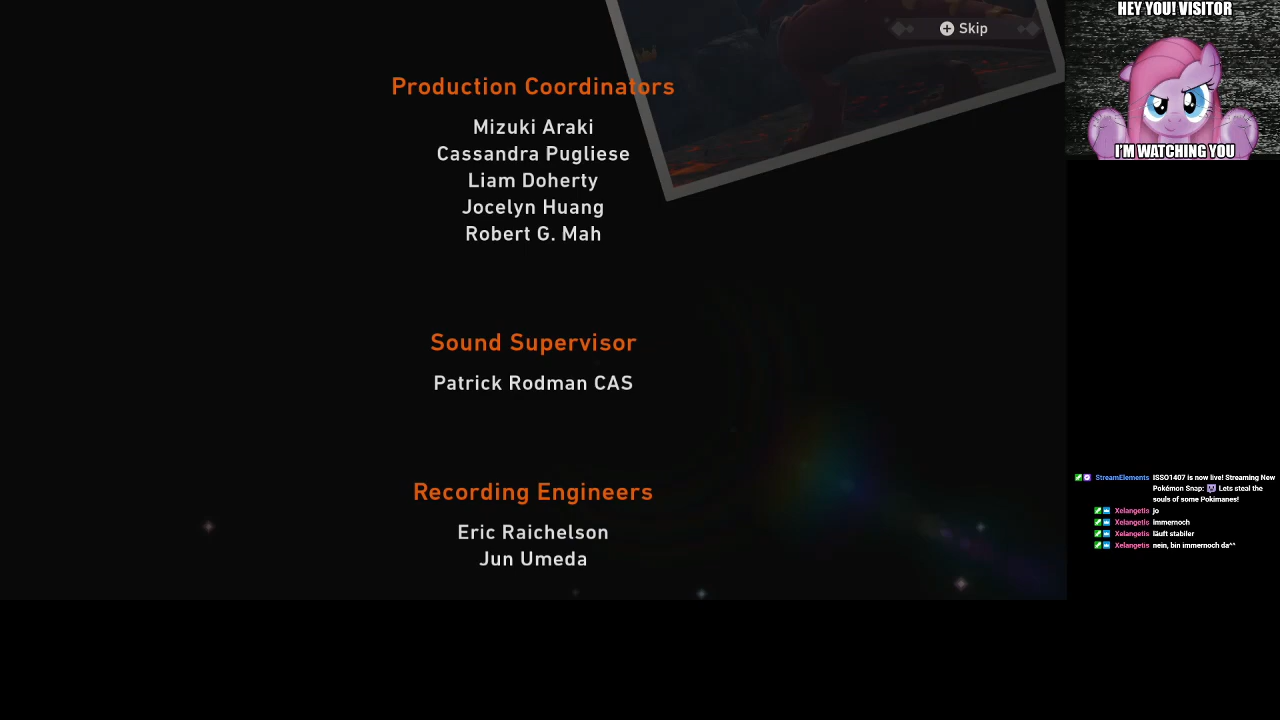 Skip
Production Coordinators
Mizuki Araki
Cassandra Pugliese
Liam Doherty
Jocelyn Huang
Robert G. Mah
Sound Supervisor
Patrick Rodman CAS
Recording Engineers
Eric Raichelson
Jun Umeda
HEY YOU! VISITOR
I'M WATCHING YOU
StreamElements ISSO1407 is now live! Streaming New
Pokémon Snap: Lets steal the
souls of some Pokimanes!
Xelangetis jo
Xelangetis immernoch
Xelangetis läuft stabiler
Xelangetis nein, bin immernoch da^^